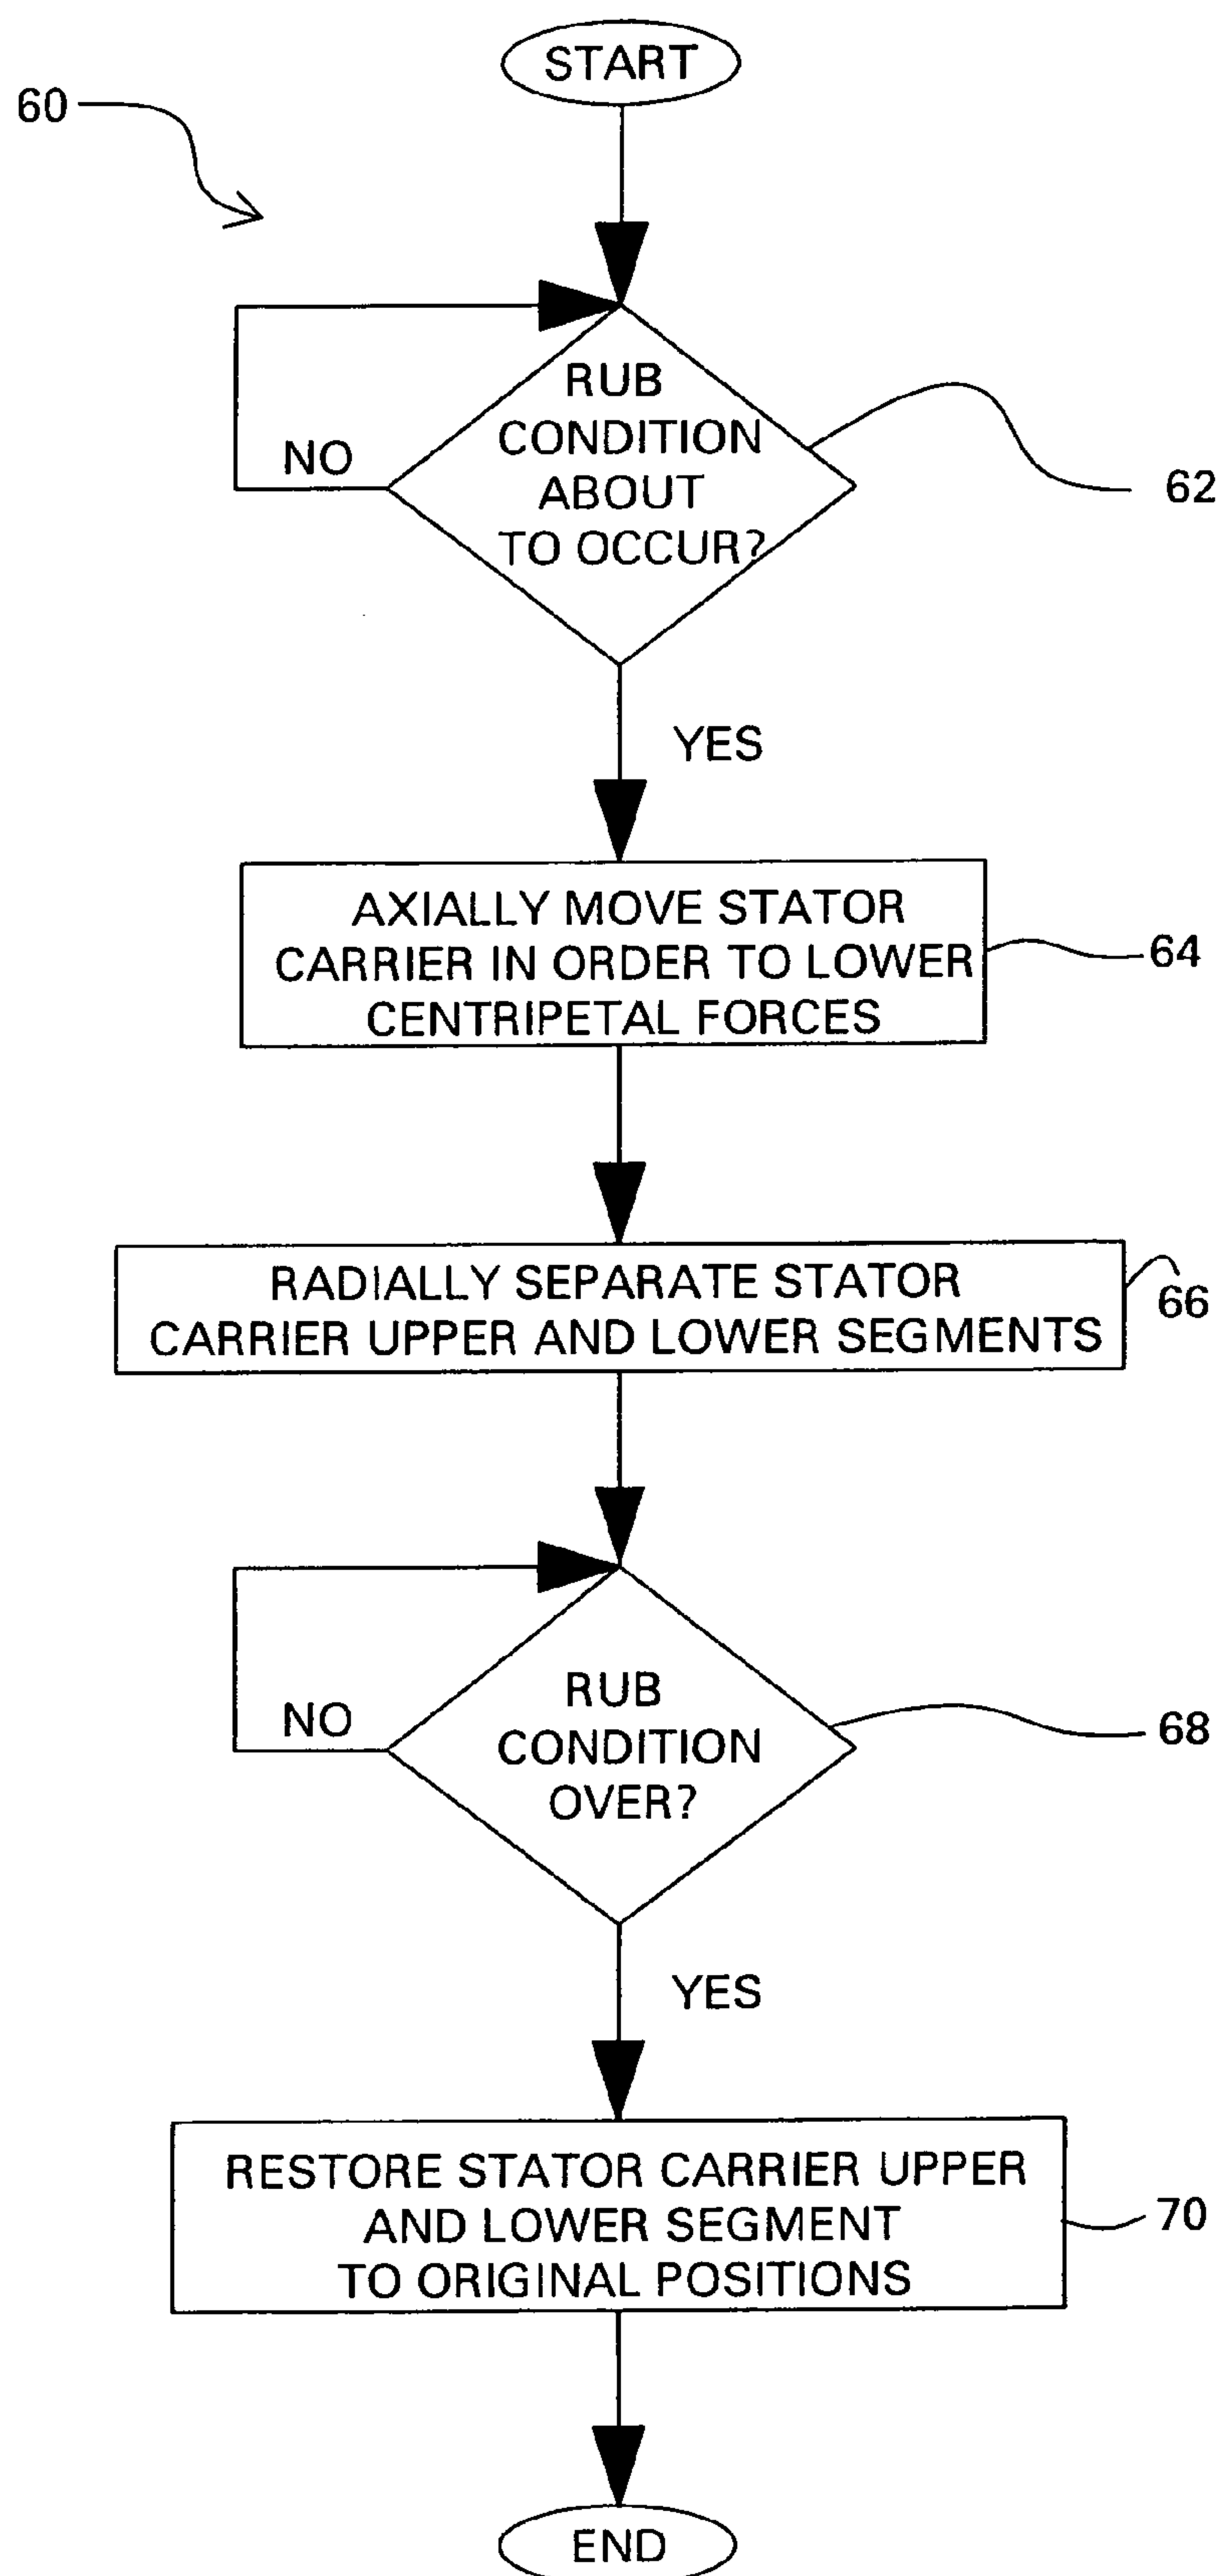 START
60
RUB
CONDITION
ABOUT
TO OCCUR?
NO
62
YES
AXIALLY MOVE STATOR
CARRIER IN ORDER TO LOWER
CENTRIPETAL FORCES
64
RADIALLY SEPARATE STATOR
CARRIER UPPER AND LOWER SEGMENTS
66
RUB
CONDITION
OVER?
NO
68
YES
RESTORE STATOR CARRIER UPPER
AND LOWER SEGMENT
TO ORIGINAL POSITIONS
70
END